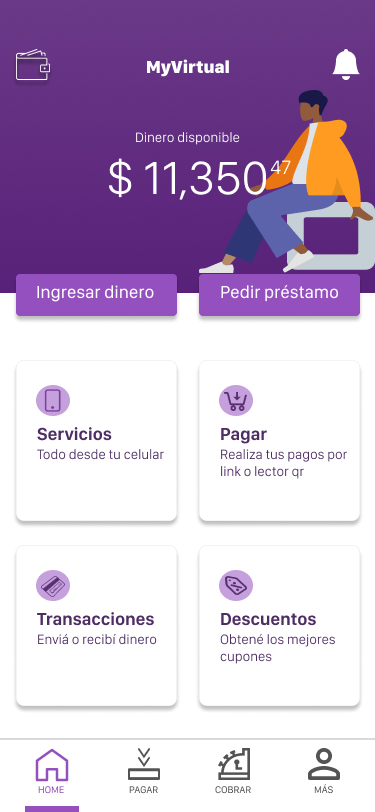 MyVirtual
Dinero disponible
$ 11,350 47
Ingresar dinero
Pedir préstamo
Servicios
Todo desde tu celular
Pagar
Realiza tus pagos por
link o lector qr
Transacciones
Enviá o recibí dinero
Descuentos
Obtené los mejores
cupones
HOME
PAGAR
COBRAR
MÁS